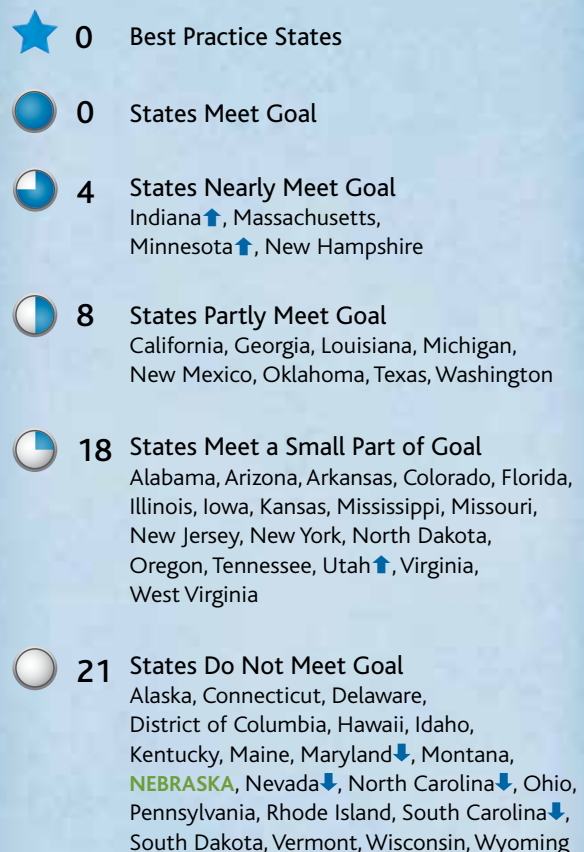 0 Best Practice States
0 States Meet Goal
4 States Nearly Meet Goal
Indiana⬆, Massachusetts,
Minnesota⬆, New Hampshire
8 States Partly Meet Goal
California, Georgia, Louisiana, Michigan,
New Mexico, Oklahoma, Texas, Washington
18 States Meet a Small Part of Goal
Alabama, Arizona, Arkansas, Colorado, Florida,
Illinois, Iowa, Kansas, Mississippi, Missouri,
New Jersey, New York, North Dakota,
Oregon, Tennessee, Utah⬆, Virginia,
West Virginia
21 States Do Not Meet Goal
Alaska, Connecticut, Delaware,
District of Columbia, Hawaii, Idaho,
Kentucky, Maine, Maryland⬇, Montana,
NEBRASKA, Nevada⬇, North Carolina⬇, Ohio,
Pennsylvania, Rhode Island, South Carolina⬇,
South Dakota, Vermont, Wisconsin, Wyoming